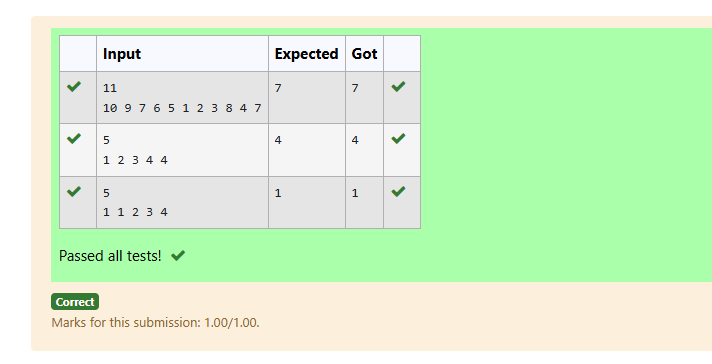 Input Expected Got
11 7 7
10 9 7 6 5 1 2 3 8 4 7
5 4 4
1 2 3 4 4
5 1 1
1 1 2 3 4
Passed all tests!
Correct
Marks for this submission: 1.00/1.00.